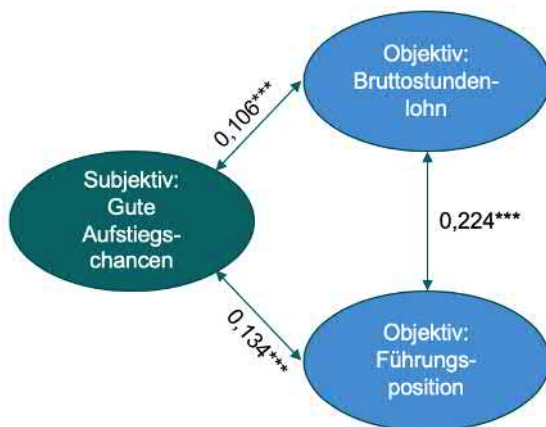 Objektiv:
Bruttostunden-
lohn
0,106***
Subjektiv:
Gute
Aufstiegs-
chancen
0,224***
0,134***
Objektiv:
Führungs-
position